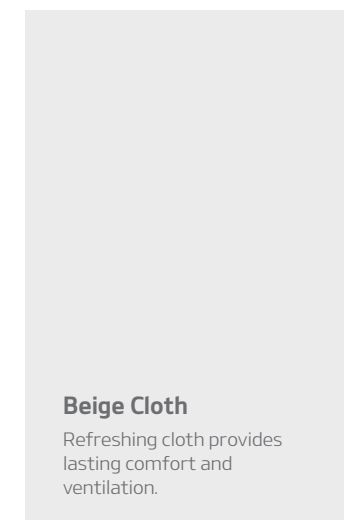 Beige Cloth
Refreshing cloth provides
lasting comfort and
ventilation.